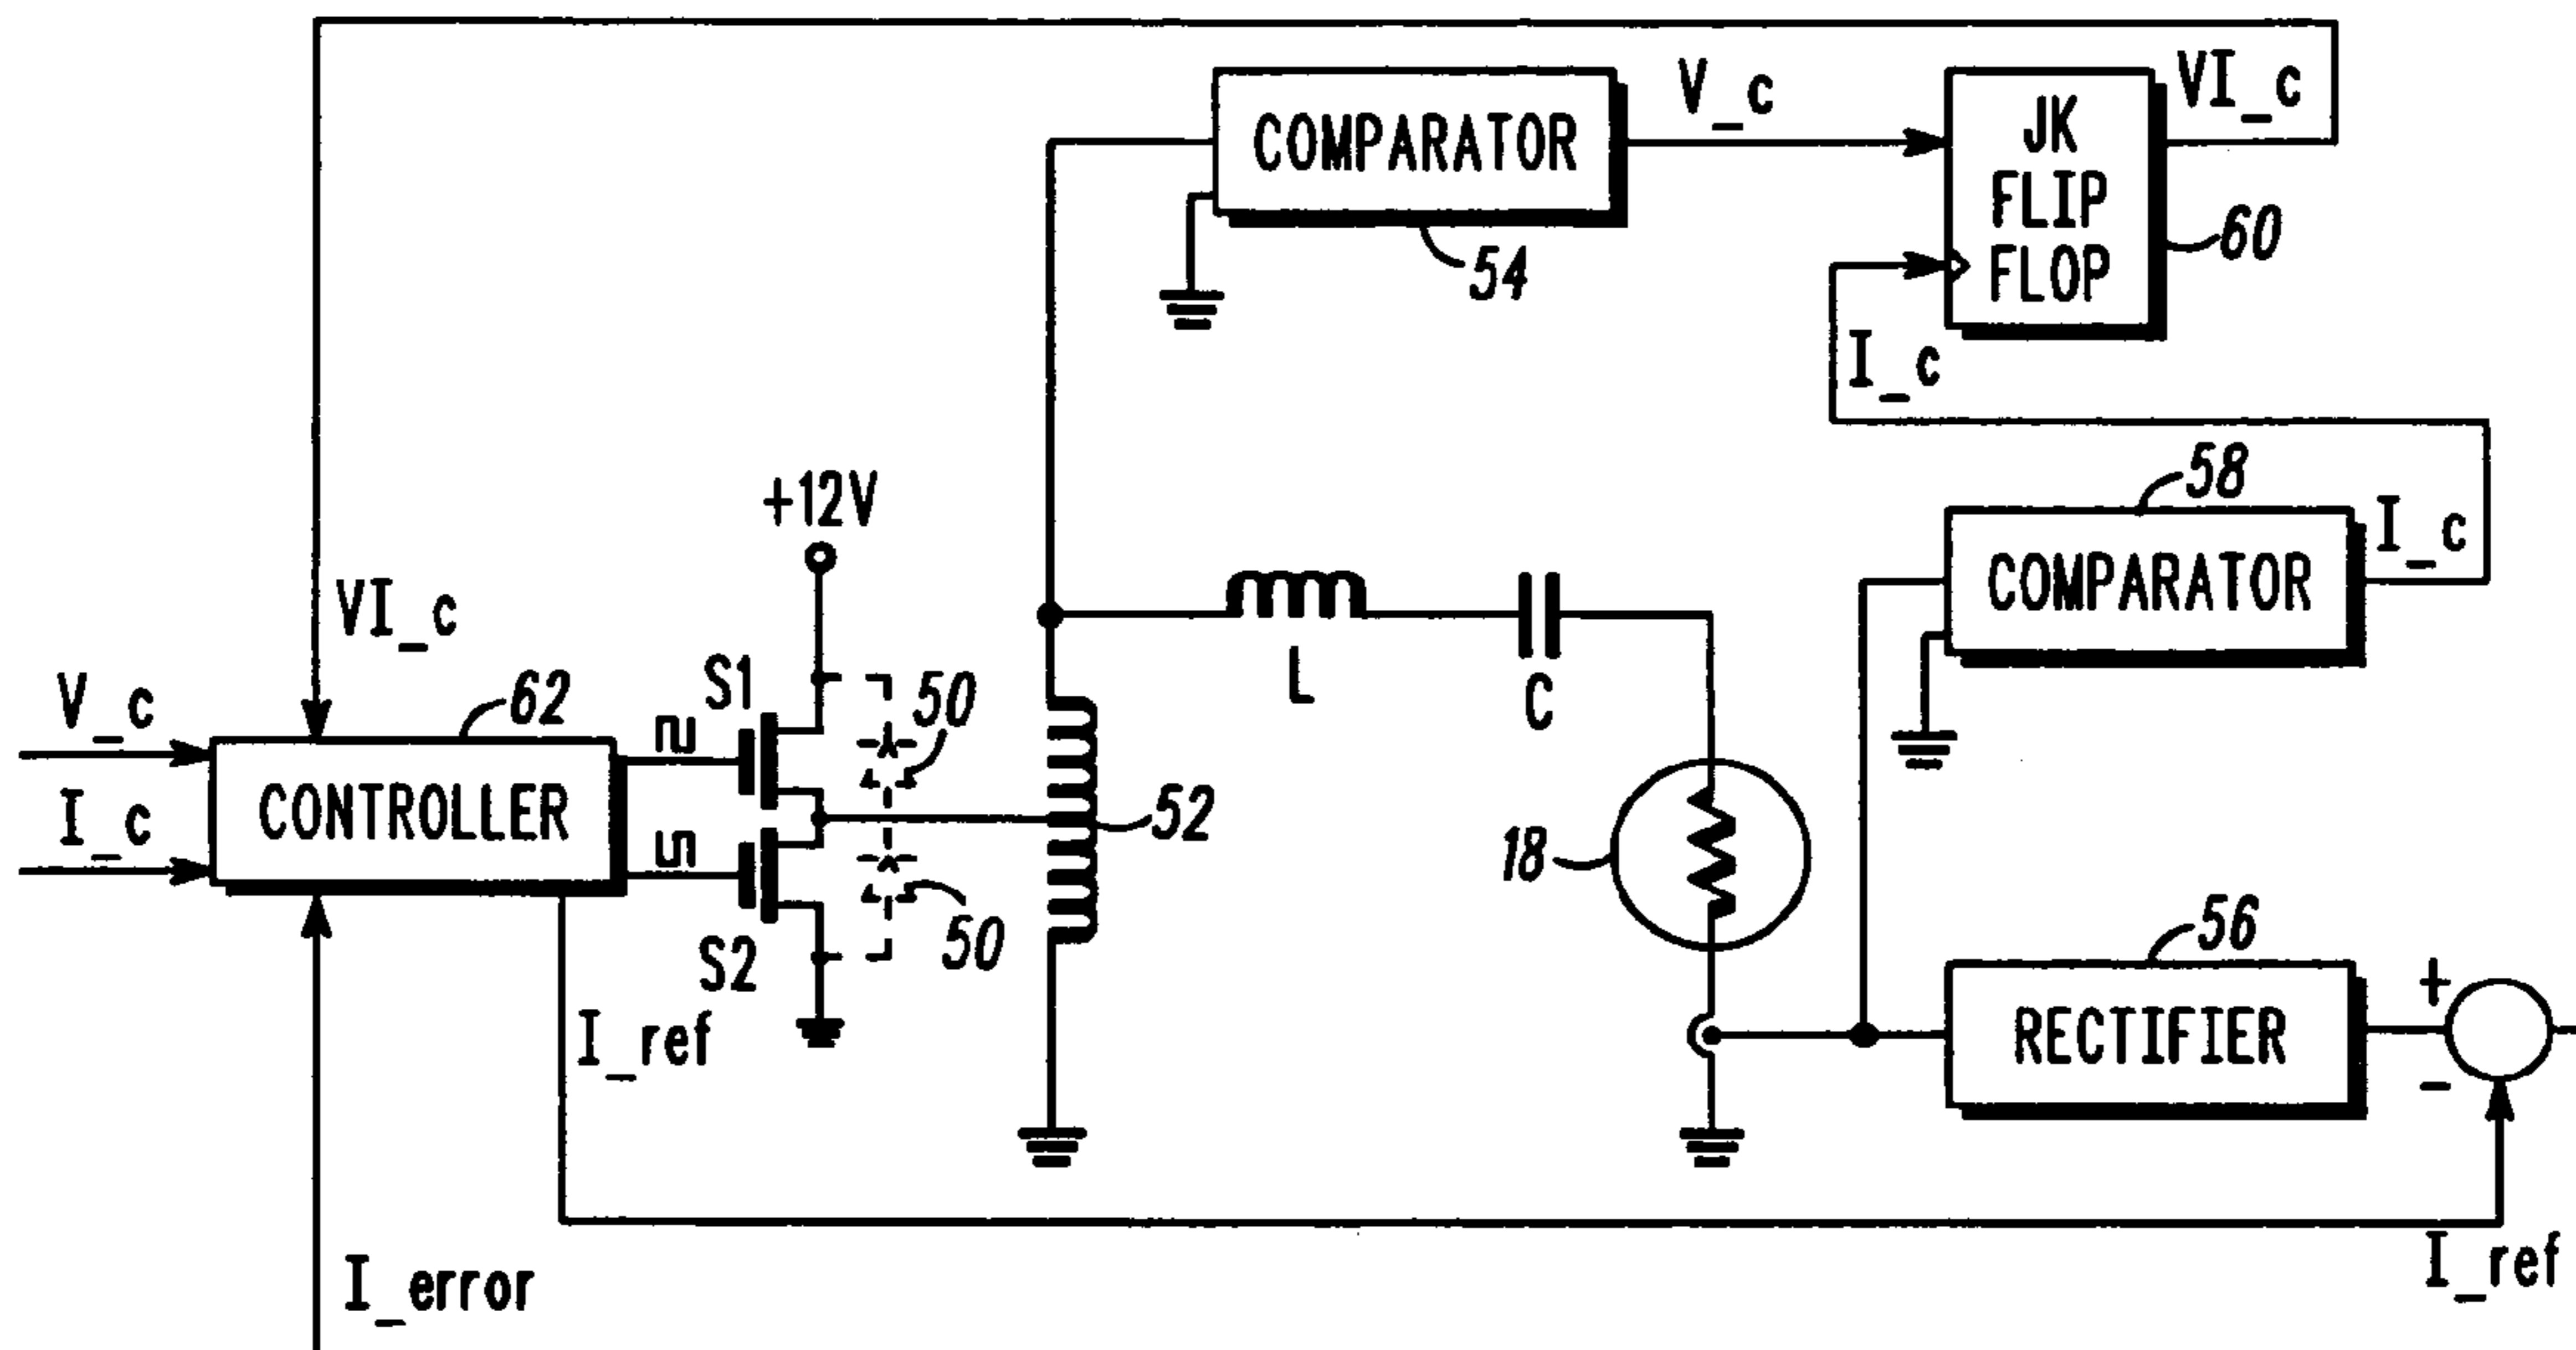 COMPARATOR
54
V_c
JK
FLIP
FLOP
VI_c
60
I_c
58
COMPARATOR
I_c
+12V
VI_c
V_c
I_c
62
CONTROLLER
S1
S2
50
50
52
L
C
18
56
RECTIFIER
+
-
I_ref
I_ref
I_error